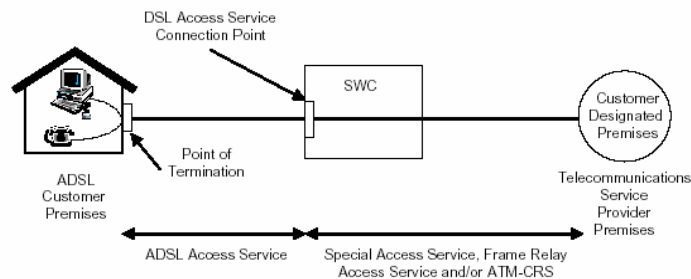 DSL Access Service
Connection Point
SWC
Customer
Designated
Premises
Point of
Termination
ADSL
Customer
Premises
Telecommunications
Service
Provider
Premises
ADSL Access Service
Special Access Service, Frame Relay
Access Service and/or ATM-CRS